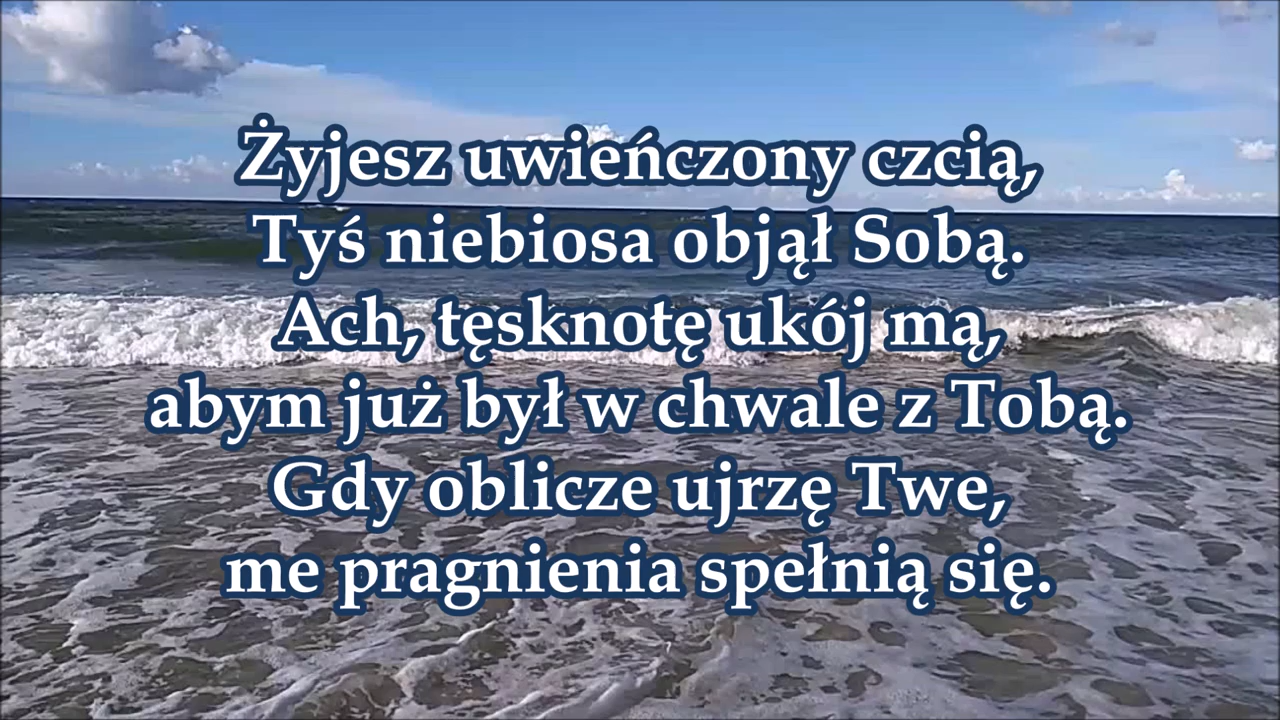 Żyjesz uwieńczony czcią,
Tyś niebiosa objął Sobą.
Ach, tęsknotę ukój mą,
abym już był w chwale z Tobą.
Gdy oblicze ujrzę Twe,
me pragnienia spełnią się.